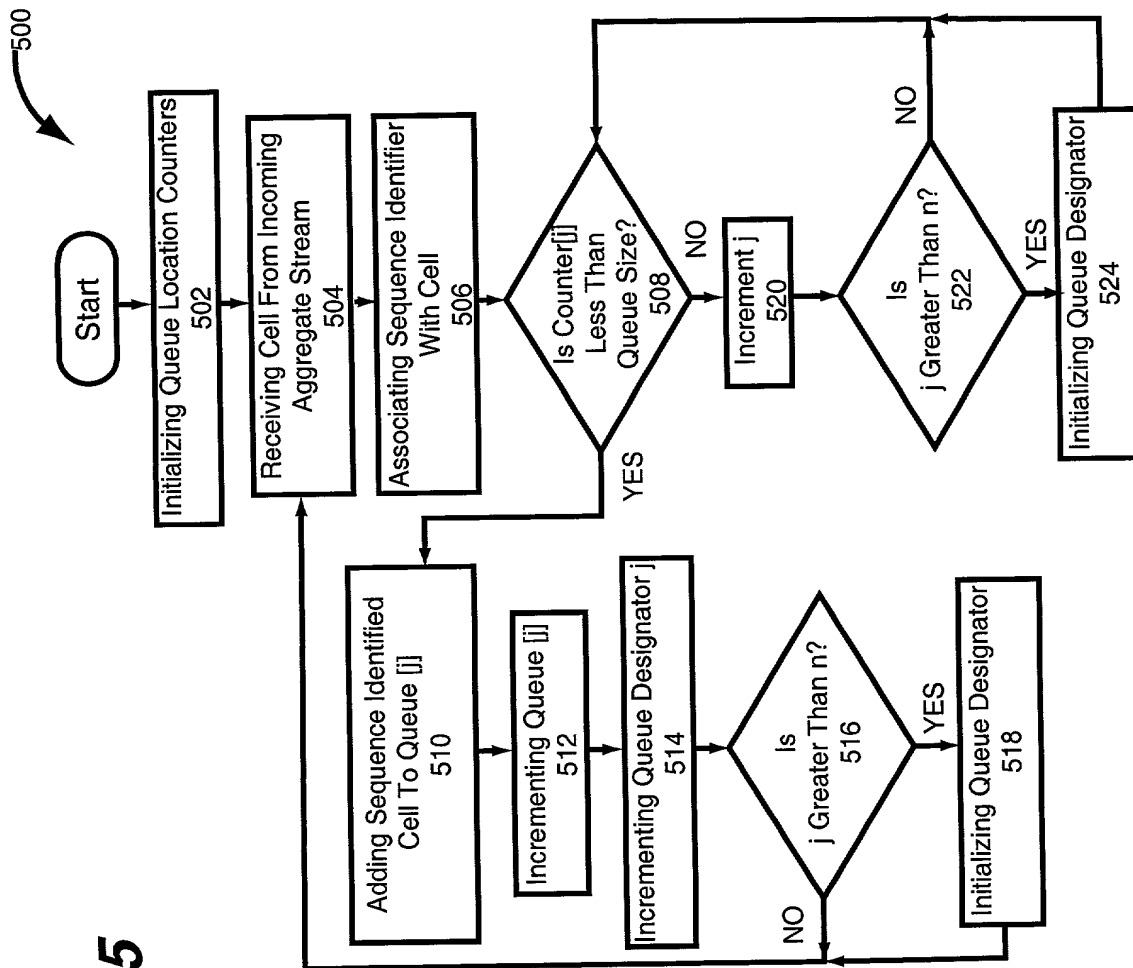 500
Start
Initializing Queue Location Counters
502
Receiving Cell From Incoming
Aggregate Stream
504
Associating Sequence Identifier
With Cell
506
Is Counter[j]
Less Than
Queue Size?
508
YES
NO
Adding Sequence Identified
Cell To Queue [j]
510
Incrementing Queue [j]
512
Incrementing Queue Designator j
514
Is
j Greater Than n?
516
NO
YES
Initializing Queue Designator
518
Increment j
520
Is
j Greater Than n?
522
NO
YES
Initializing Queue Designator
524
5